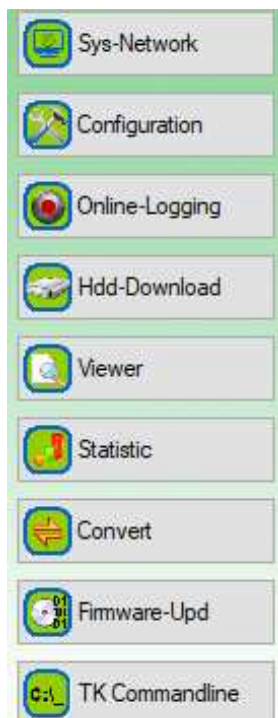 Sys-Network
Configuration
Online-Logging
Hdd-Download
Viewer
Statistic
Convert
Firmware-Upd
C:\_ TK Commandline